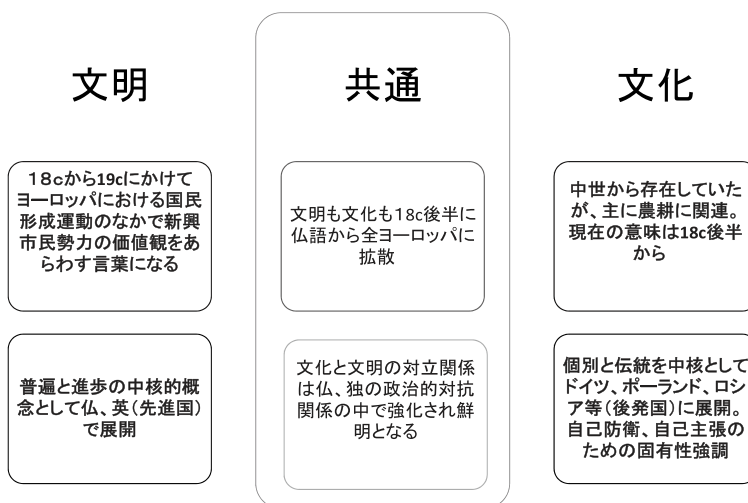 文明
18cから19cにかけて
ヨーロッパにおける国民
形成運動のなかで新興
市民勢力の価値観をあ
らわす言葉になる
普遍と進歩の中核的概
念として仏、英(先進国)
で展開
共通
文明も文化も18c後半に
仏語から全ヨーロッパに
拡散
文化と文明の対立関係
は仏、独の政治的対抗
関係の中で強化され鮮
明となる
文化
中世から存在していた
が、主に農耕に関連。
現在の意味は18c後半
から
個別と伝統を中核として
ドイツ、ポーランド、ロシ
ア等(後発国)に展開。
自己防衛、自己主張の
ための固有性強調